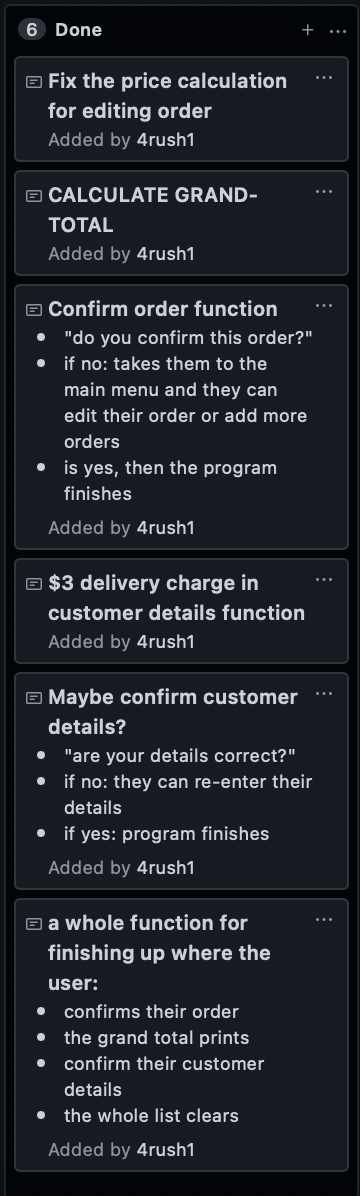 6 Done
Fix the price calculation
for editing order
Added by 4rush1
CALCULATE GRAND-
TOTAL
Added by 4rush1
Confirm order function
"do you confirm this order?"
if no: takes them to the
main menu and they can
edit their order or add more
orders
is yes, then the program
finishes
Added by 4rush1
$3 delivery charge in
customer details function
Added by 4rush1
Maybe confirm customer
details?
"are your details correct?"
if no: they can re-enter their
details
if yes: program finishes
Added by 4rush1
a whole function for
finishing up where the
user:
confirms their order
the grand total prints
confirm their customer
details
the whole list clears
Added by 4rush1